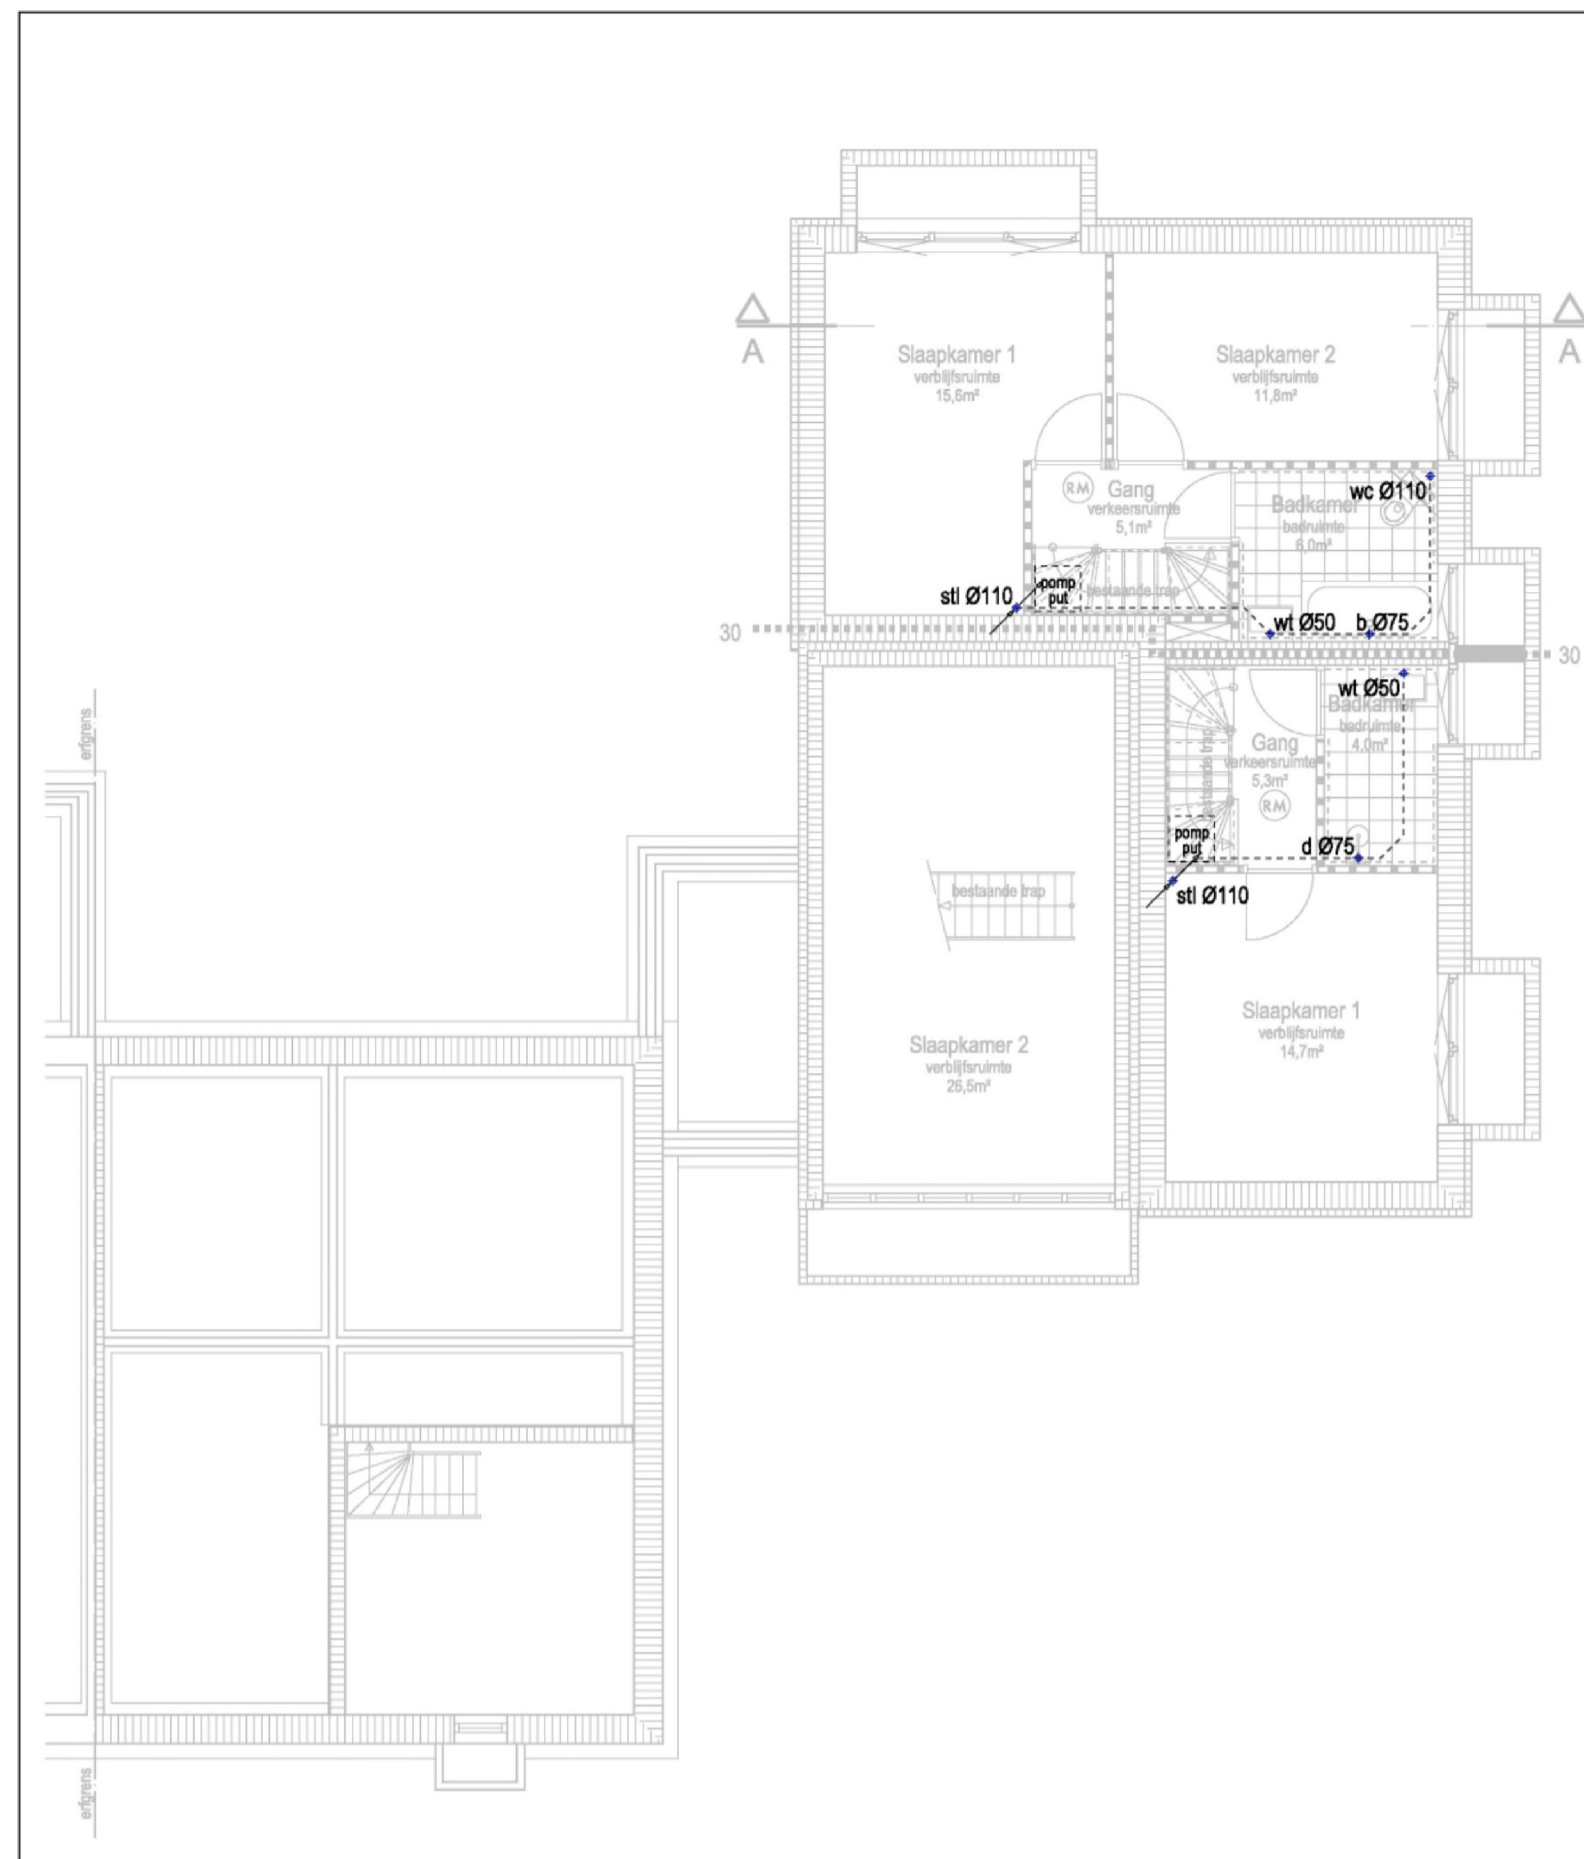 A
A
Slaapkamer 1
verblijfsruimte
15,6m²
Slaapkamer 2
verblijfsruimte
11,8m²
RM
Gang
verkeersruimte
5,1m²
wc Ø110
Badkamer
badruimte
6,0m²
stl Ø110
pomp
put
bestaande trap
wt Ø50
b Ø75
30
30
erfgrens
wt Ø50
Badkamer
badruimte
4,0m²
Gang
verkeersruimte
5,3m²
RM
bestaande trap
pomp
put
d Ø75
stl Ø110
bestaande trap
Slaapkamer 1
verblijfsruimte
14,7m²
Slaapkamer 2
verblijfsruimte
26,5m²
erfgrens